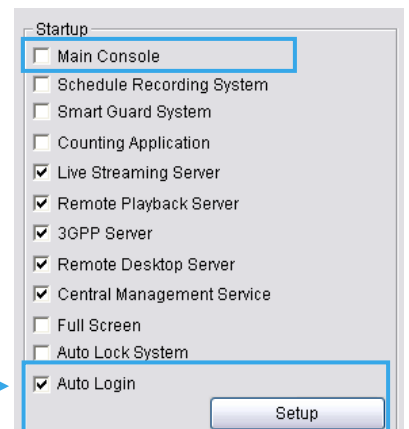 Startup
Main Console
Schedule Recording System
Smart Guard System
Counting Application
Live Streaming Server
Remote Playback Server
3GPP Server
Remote Desktop Server
Central Management Service
Full Screen
Auto Lock System
Auto Login
Setup